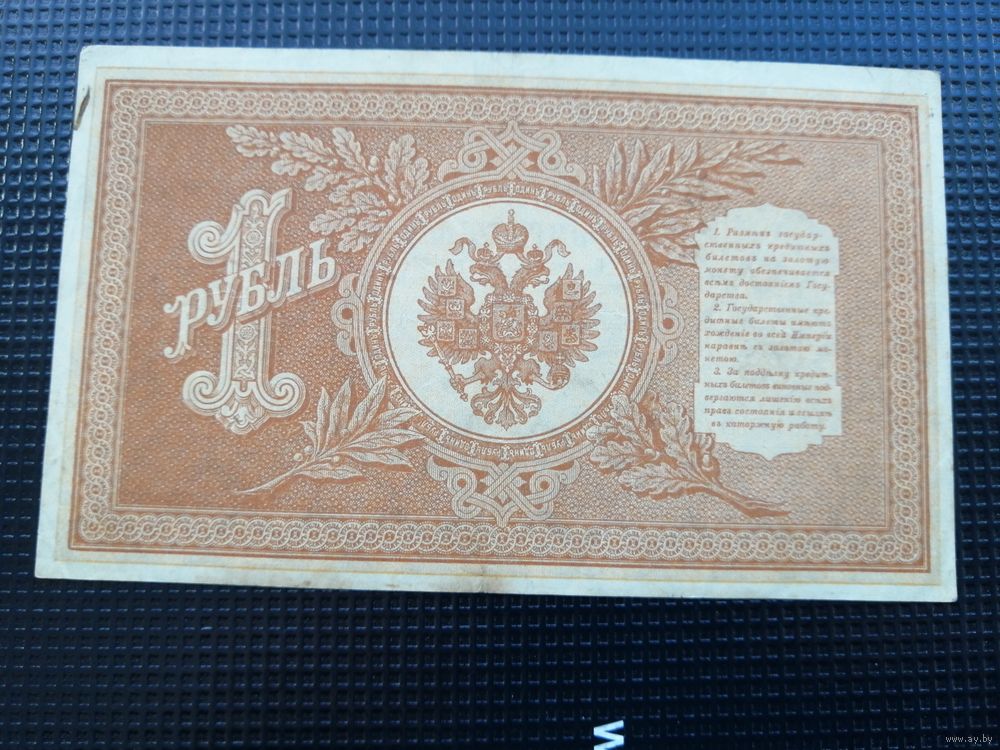 1
РУБЛЬ
1. Размѣнъ государ-
ственныхъ кредитныхъ
билетовъ на золотую
монету обезпечивается
всѣмъ достояніемъ Госу-
дарства.
2. Государственные кре-
дитные билеты имѣютъ
хожденіе во всей Имперіи
наравнѣ съ золотою мо-
нетою.
3. За поддѣлку кредит-
ныхъ билетовъ виновные под-
вергаются лишенію всѣхъ
правъ состоянія и ссылкѣ
въ каторжную работу.
www.ay.by